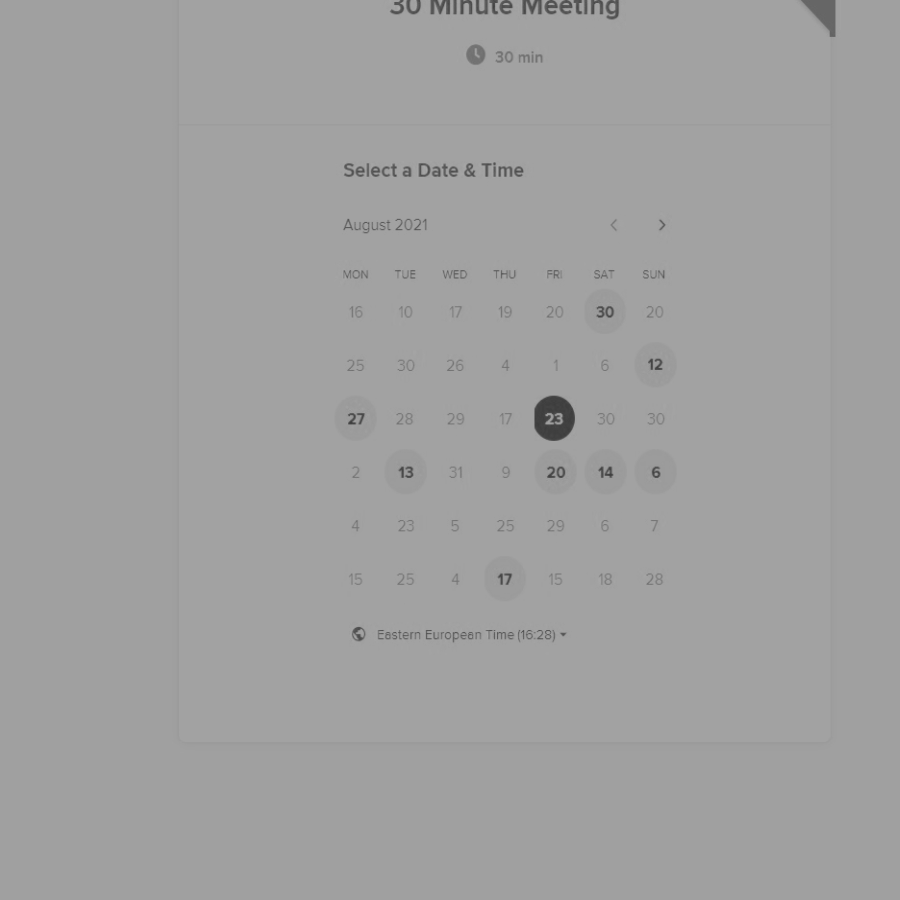 30 Minute Meeting
30 min
Select a Date & Time
August 2021
MON TUE WED THU FRI SAT SUN
16 10 17 19 20 30 20
25 30 26 4 1 6 12
27 28 29 17 23 30 30
2 13 31 9 20 14 6
4 23 5 25 29 6 7
15 25 4 17 15 18 28
Eastern European Time (16:28)